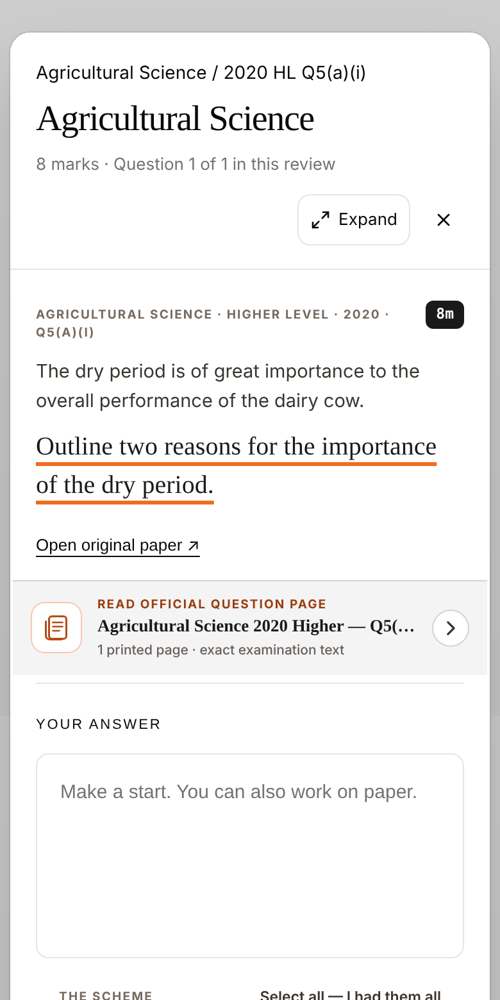 Agricultural Science / 2020 HL Q5(a)(i)
Agricultural Science
8 marks · Question 1 of 1 in this review
Expand
AGRICULTURAL SCIENCE · HIGHER LEVEL · 2020 ·
Q5(A)(I)
8m
The dry period is of great importance to the
overall performance of the dairy cow.
Outline two reasons for the importance
of the dry period.
Open original paper ↗
READ OFFICIAL QUESTION PAGE
Agricultural Science 2020 Higher — Q5(…
1 printed page · exact examination text
YOUR ANSWER
Make a start. You can also work on paper.
THE SCHEME
Select all — I had them all